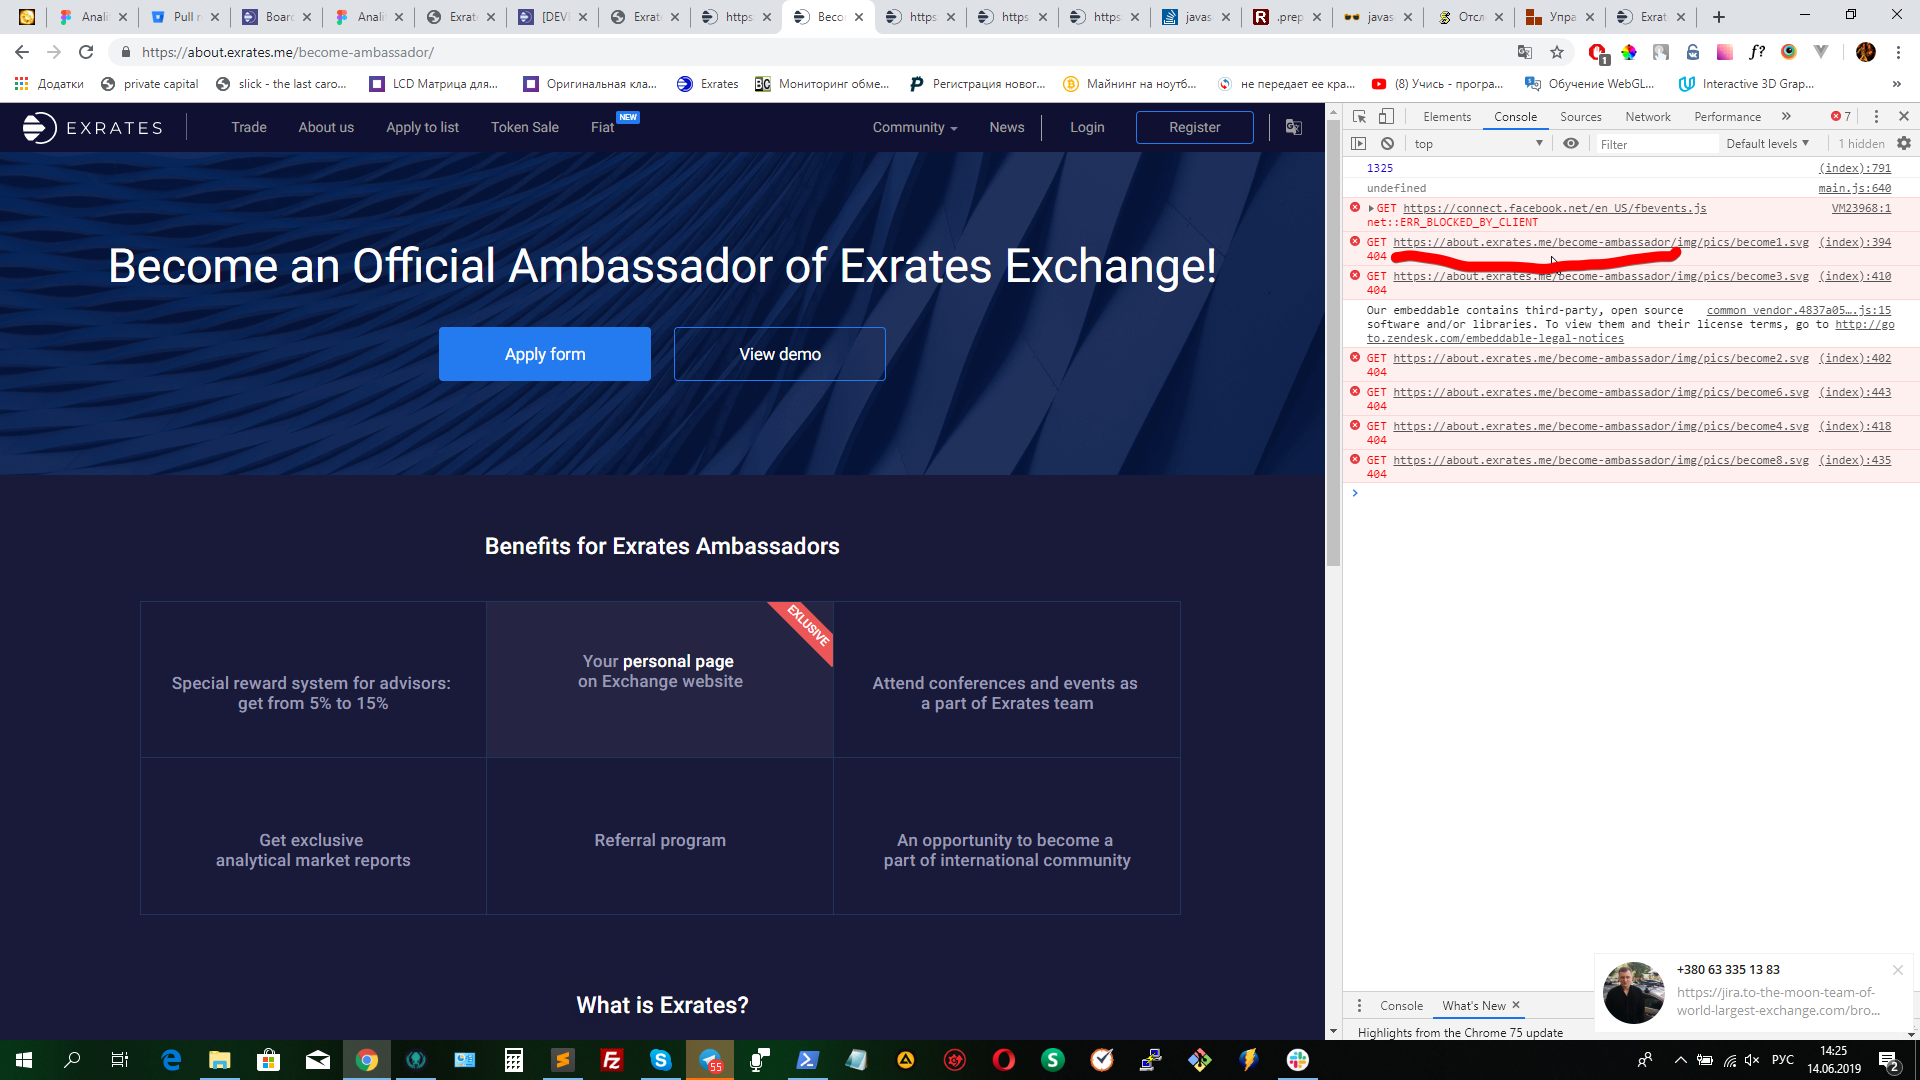 Anali
Pull r
Boarc
Anali
Exrat
[DEV
Exrat
https
Beco
https
https
https
javas
.prep
javas
Отсл
Упра
Exrat
https://about.exrates.me/become-ambassador/
Додатки
private capital
slick - the last caro...
LCD Матрица для...
Оригинальная кла...
Exrates
Мониторинг обме...
Регистрация новог...
Майнинг на ноутб...
не передает ее кра...
(8) Учись - програ...
Обучение WebGL...
Interactive 3D Grap...
EXRATES
Trade
About us
Apply to list
Token Sale
Fiat
NEW
Community
News
Login
Register
Become an Official Ambassador of Exrates Exchange!
Apply form
View demo
Benefits for Exrates Ambassadors
Special reward system for advisors:
get from 5% to 15%
EXLUSIVE
Your personal page
on Exchange website
Attend conferences and events as
a part of Exrates team
Get exclusive
analytical market reports
Referral program
An opportunity to become a
part of international community
What is Exrates?
Elements
Console
Sources
Network
Performance
7
top
Filter
Default levels
1 hidden
1325 (index):791
undefined main.js:640
GET https://connect.facebook.net/en_US/fbevents.js VM23968:1
net::ERR_BLOCKED_BY_CLIENT
GET https://about.exrates.me/become-ambassador/img/pics/become1.svg (index):394
404
GET https://about.exrates.me/become-ambassador/img/pics/become3.svg (index):410
404
Our embeddable contains third-party, open source common_vendor.4837a05….js:15
software and/or libraries. To view them and their license terms, go to http://go
to.zendesk.com/embeddable-legal-notices
GET https://about.exrates.me/become-ambassador/img/pics/become2.svg (index):402
404
GET https://about.exrates.me/become-ambassador/img/pics/become6.svg (index):443
404
GET https://about.exrates.me/become-ambassador/img/pics/become4.svg (index):418
404
GET https://about.exrates.me/become-ambassador/img/pics/become8.svg (index):435
404
Console
What's New
Highlights from the Chrome 75 update
+380 63 335 13 83
https://jira.to-the-moon-team-of-
world-largest-exchange.com/bro...
55
РУС
14:25
14.06.2019
2